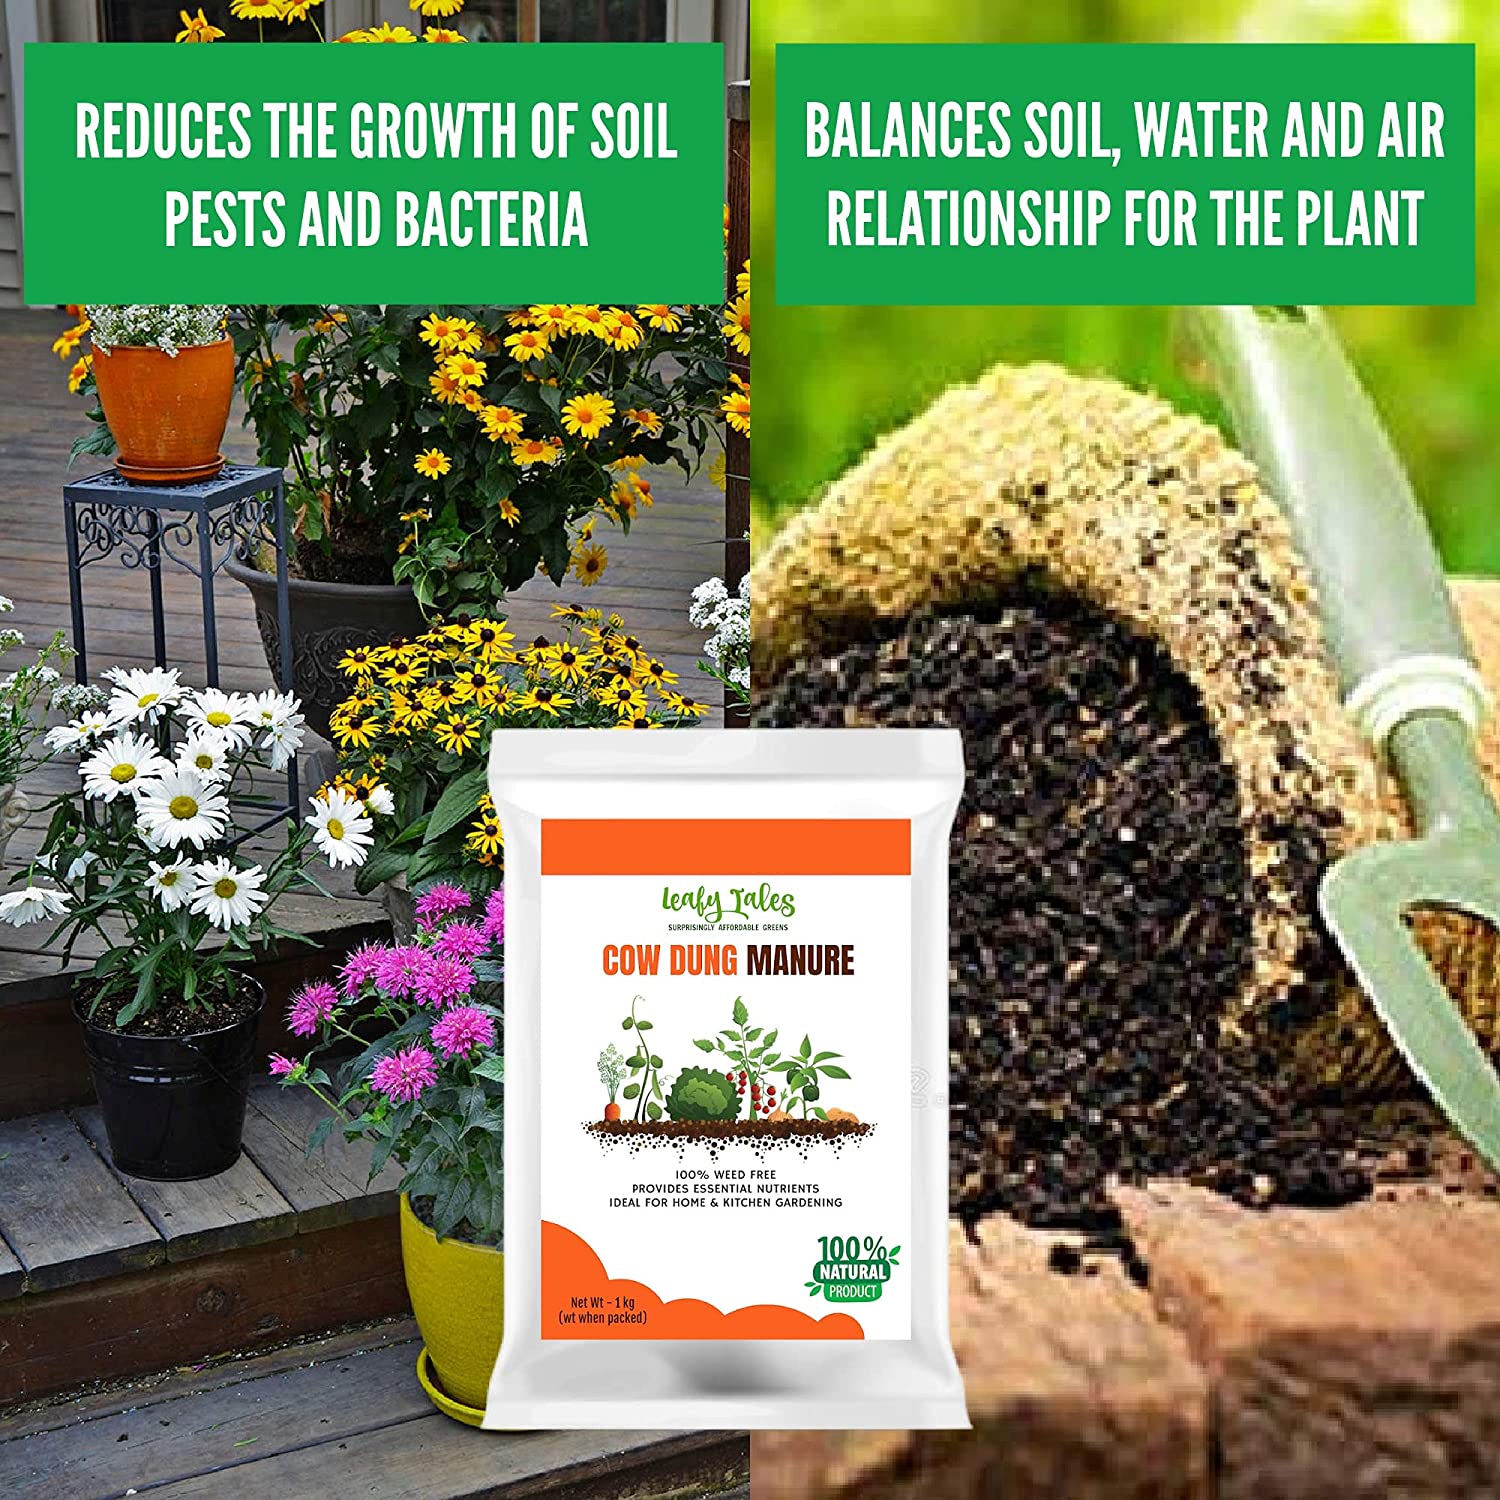 REDUCES THE GROWTH OF SOIL
PESTS AND BACTERIA
BALANCES SOIL, WATER AND AIR
RELATIONSHIP FOR THE PLANT
Leafy Tales
SURPRISINGLY AFFORDABLE GREENS
COW DUNG MANURE
100% WEED FREE
PROVIDES ESSENTIAL NUTRIENTS
IDEAL FOR HOME & KITCHEN GARDENING
100%
NATURAL
PRODUCT
Net Wt - 1 kg
(wt when packed)